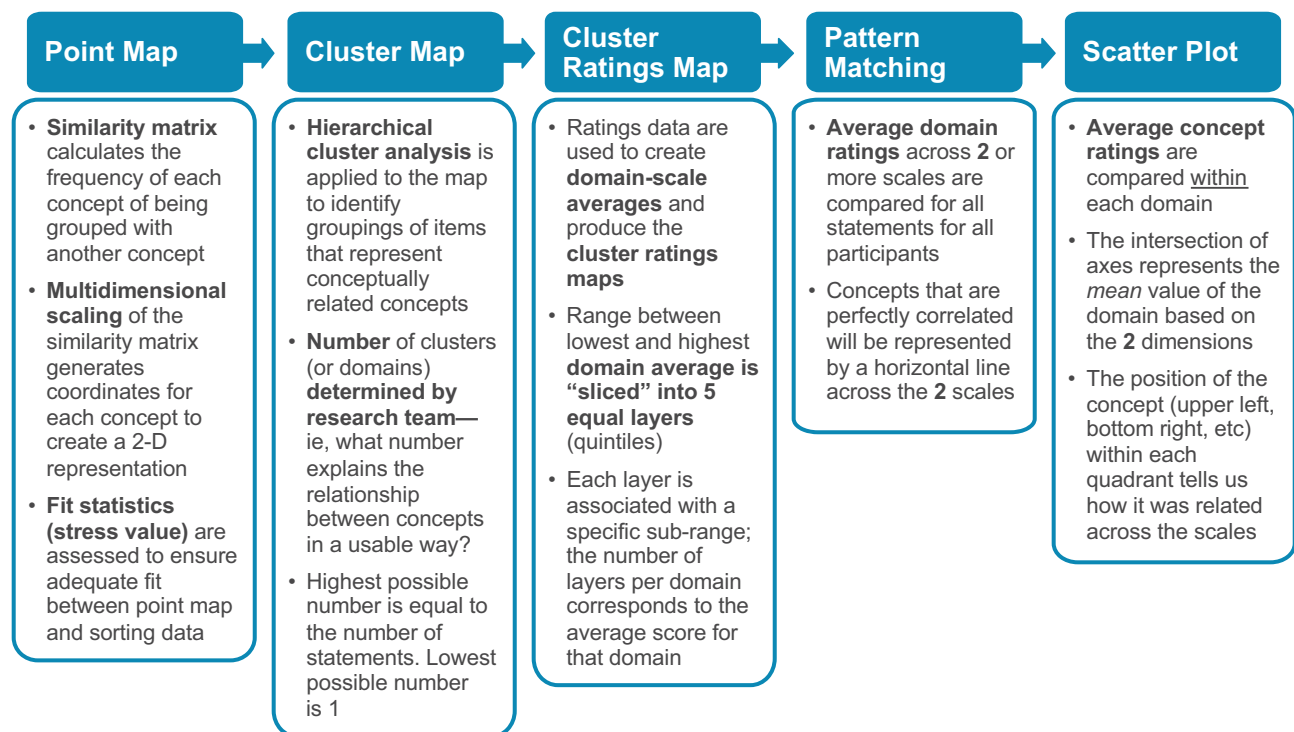 Point Map
• Similarity matrix
calculates the
frequency of each
concept of being
grouped with
another concept
• Multidimensional
scaling of the
similarity matrix
generates
coordinates for
each concept to
create a 2-D
representation
• Fit statistics
(stress value) are
assessed to ensure
adequate fit
between point map
and sorting data
Cluster Map
• Hierarchical
cluster analysis is
applied to the map
to identify
groupings of items
that represent
conceptually
related concepts
• Number of clusters
(or domains)
determined by
research team—
ie, what number
explains the
relationship
between concepts
in a usable way?
• Highest possible
number is equal to
the number of
statements. Lowest
possible number
is 1
Cluster
Ratings Map
• Ratings data are
used to create
domain-scale
averages and
produce the
cluster ratings
maps
• Range between
lowest and highest
domain average is
“sliced” into 5
equal layers
(quintiles)
• Each layer is
associated with a
specific sub-range;
the number of
layers per domain
corresponds to the
average score for
that domain
Pattern
Matching
• Average domain
ratings across 2 or
more scales are
compared for all
statements for all
participants
• Concepts that are
perfectly correlated
will be represented
by a horizontal line
across the 2 scales
Scatter Plot
• Average concept
ratings are
compared within
each domain
• The intersection of
axes represents the
mean value of the
domain based on
the 2 dimensions
• The position of the
concept (upper left,
bottom right, etc)
within each
quadrant tells us
how it was related
across the scales